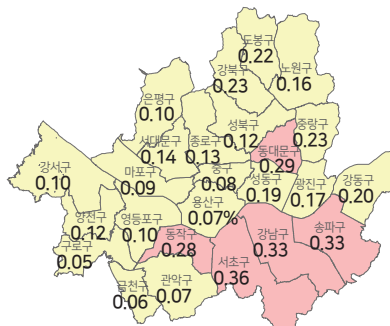 도봉구
0.22
노원구
0.16
강북구
0.23
은평구
0.10
성북구
0.12
중랑구
0.23
서대문구
0.14
종로구
0.13
동대문구
0.29
강서구
0.10
마포구
0.09
중구
0.08
성동구
0.19
광진구
0.17
강동구
0.20
용산구
0.07%
양천구
0.12
영등포구
0.10
동작구
0.28
강남구
0.33
송파구
0.33
구로구
0.05
서초구
0.36
금천구
0.06
관악구
0.07